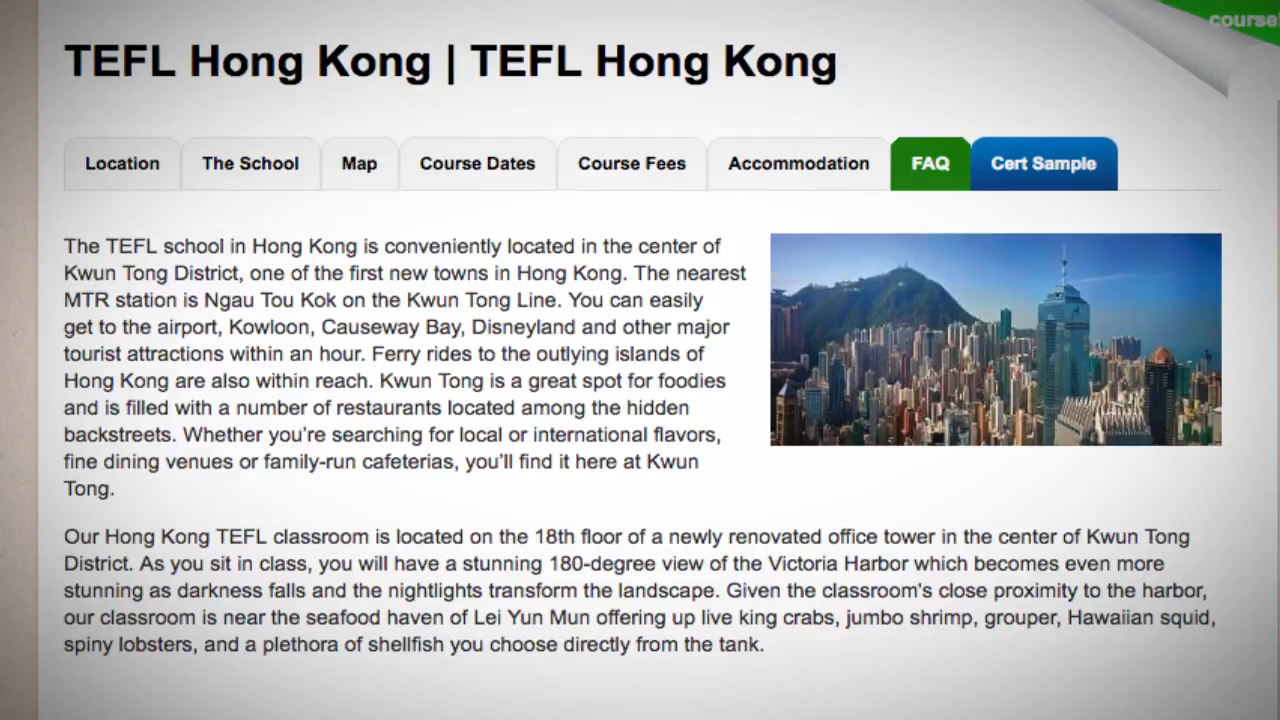 course
TEFL Hong Kong | TEFL Hong Kong
Location The School Map Course Dates Course Fees Accommodation FAQ Cert Sample
The TEFL school in Hong Kong is conveniently located in the center of
Kwun Tong District, one of the first new towns in Hong Kong. The nearest
MTR station is Ngau Tou Kok on the Kwun Tong Line. You can easily
get to the airport, Kowloon, Causeway Bay, Disneyland and other major
tourist attractions within an hour. Ferry rides to the outlying islands of
Hong Kong are also within reach. Kwun Tong is a great spot for foodies
and is filled with a number of restaurants located among the hidden
backstreets. Whether you're searching for local or international flavors,
fine dining venues or family-run cafeterias, you'll find it here at Kwun
Tong.
Our Hong Kong TEFL classroom is located on the 18th floor of a newly renovated office tower in the center of Kwun Tong
District. As you sit in class, you will have a stunning 180-degree view of the Victoria Harbor which becomes even more
stunning as darkness falls and the nightlights transform the landscape. Given the classroom's close proximity to the harbor,
our classroom is near the seafood haven of Lei Yun Mun offering up live king crabs, jumbo shrimp, grouper, Hawaiian squid,
spiny lobsters, and a plethora of shellfish you choose directly from the tank.